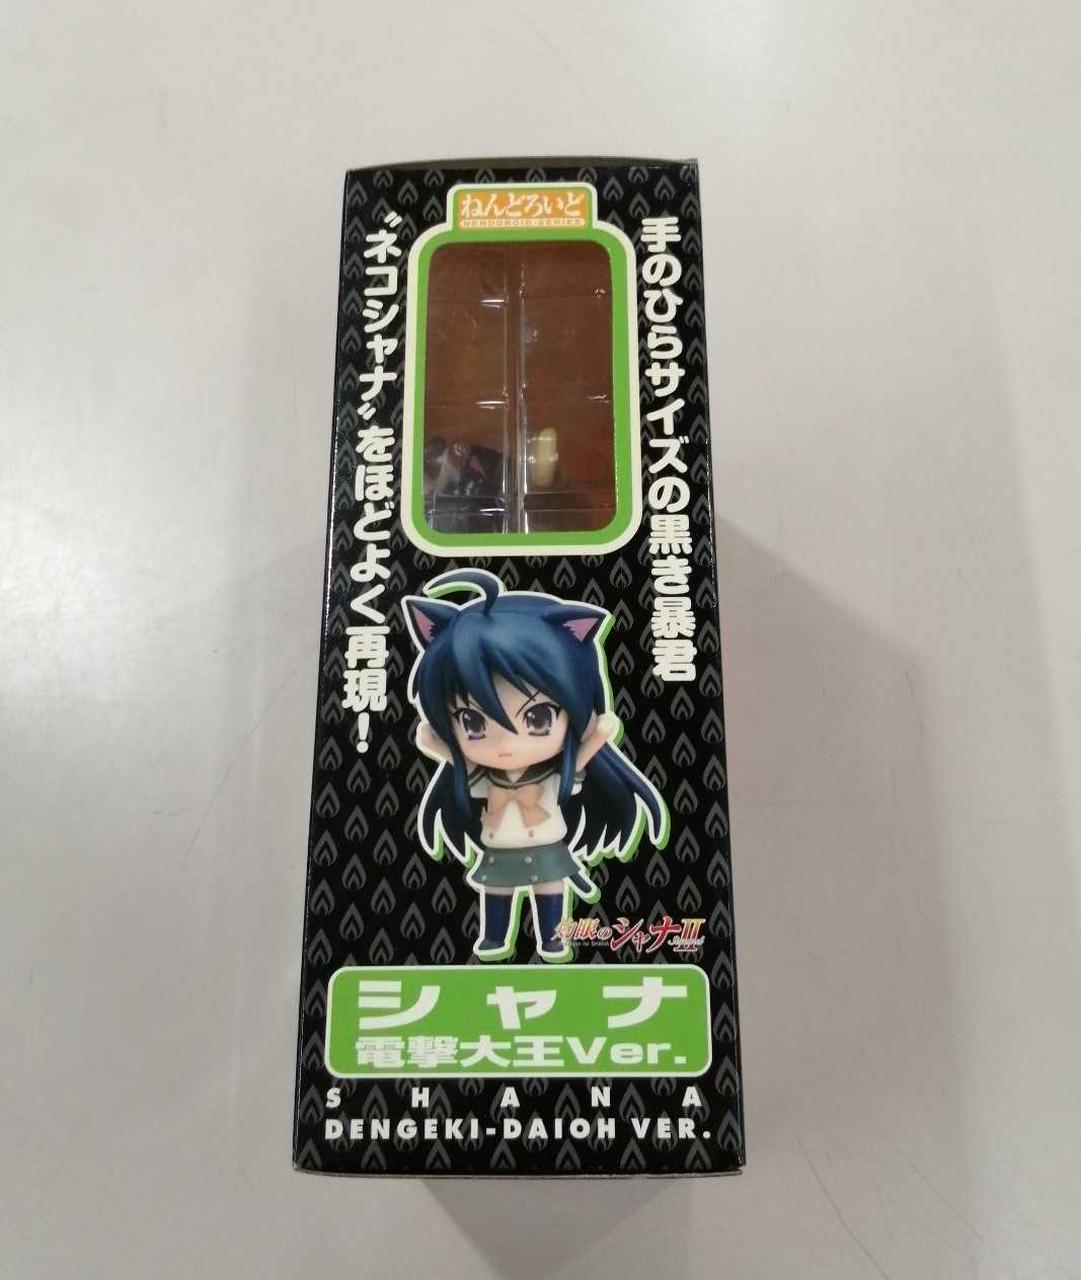 ねんどろいど
NENDOROID-SERIES
手のひらサイズの黒き暴君
〝ネコシャナ〟をほどよく再現！
灼眼のシャナII
シャナ
電撃大王Ver.
SHANA
DENGEKI-DAIOH VER.